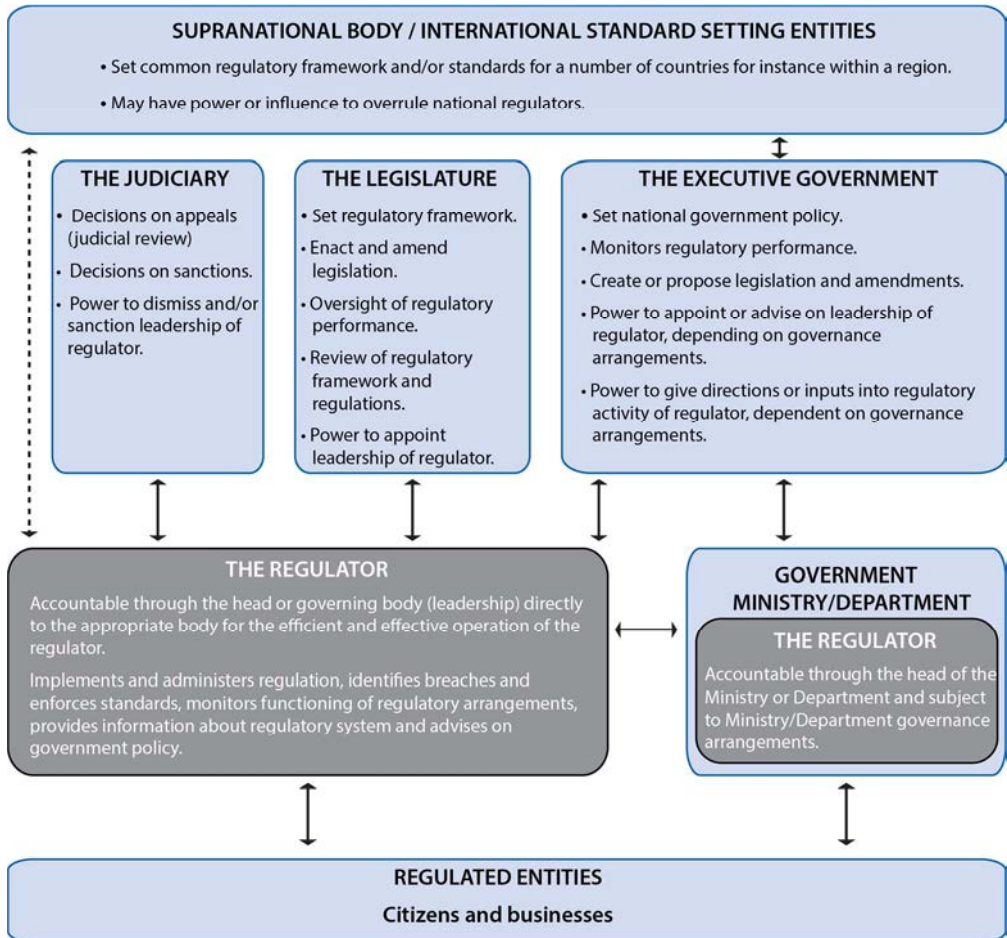 SUPRANATIONAL BODY / INTERNATIONAL STANDARD SETTING ENTITIES
• Set common regulatory framework and/or standards for a number of countries for instance within a region.
• May have power or influence to overrule national regulators.
THE JUDICIARY
• Decisions on appeals
(judicial review)
• Decisions on sanctions.
• Power to dismiss and/or
sanction leadership of
regulator.
THE LEGISLATURE
• Set regulatory framework.
• Enact and amend
legislation.
• Oversight of regulatory
performance.
• Review of regulatory
framework and
regulations.
• Power to appoint
leadership of regulator.
THE EXECUTIVE GOVERNMENT
• Set national government policy.
• Monitors regulatory performance.
• Create or propose legislation and amendments.
• Power to appoint or advise on leadership of
regulator, depending on governance
arrangements.
• Power to give directions or inputs into regulatory
activity of regulator, dependent on governance
arrangements.
THE REGULATOR
Accountable through the head or governing body (leadership) directly
to the appropriate body for the efficient and effective operation of the
regulator.
Implements and administers regulation, identifies breaches and
enforces standards, monitors functioning of regulatory arrangements,
provides information about regulatory system and advises on
government policy.
GOVERNMENT
MINISTRY/DEPARTMENT
THE REGULATOR
Accountable through the head of the
Ministry or Department and subject
to Ministry/Department governance
arrangements.
REGULATED ENTITIES
Citizens and businesses